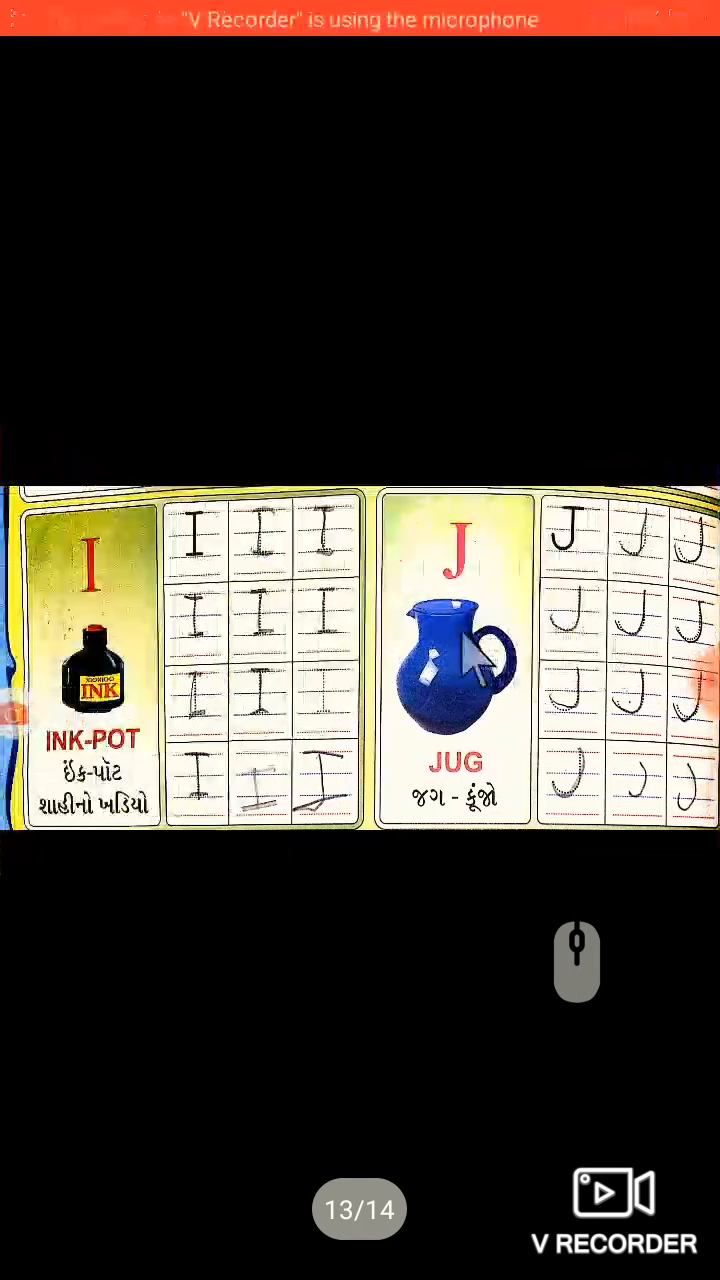 "V Recorder" is using the microphone
I
I I I
I I I
I I I
I I I
INK
INK-POT
ઈંક-પૉટ
શાહીનો ખડિયો
J
J J J
J J J
J J J
J J J
JUG
જગ - કૂંજો
13/14
V RECORDER